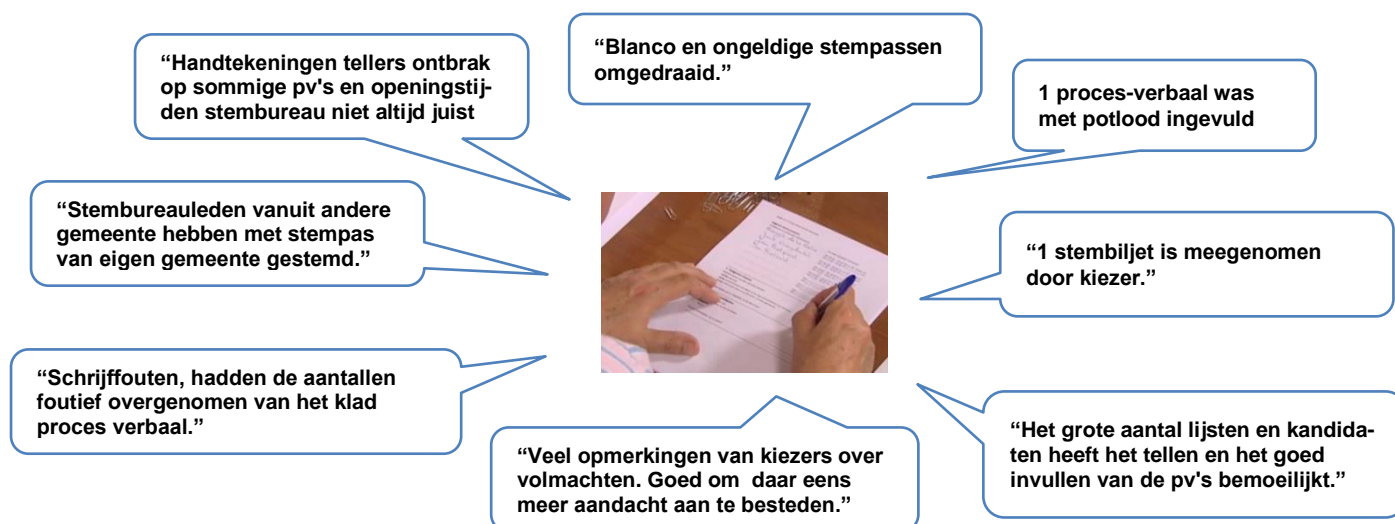 “Blanco en ongeldige stempassen
omgedraaid.”
“Handtekeningen tellers ontbrak
op sommige pv's en openingstij-
den stembureau niet altijd juist
1 proces-verbaal was
met potlood ingevuld
“Stembureauleden vanuit andere
gemeente hebben met stempas
van eigen gemeente gestemd.”
“1 stembiljet is meegenomen
door kiezer.”
“Schrijffouten, hadden de aantallen
foutief overgenomen van het klad
proces verbaal.”
“Het grote aantal lijsten en kandida-
ten heeft het tellen en het goed
invullen van de pv's bemoeilijkt.”
“Veel opmerkingen van kiezers over
volmachten. Goed om daar eens
meer aandacht aan te besteden.”